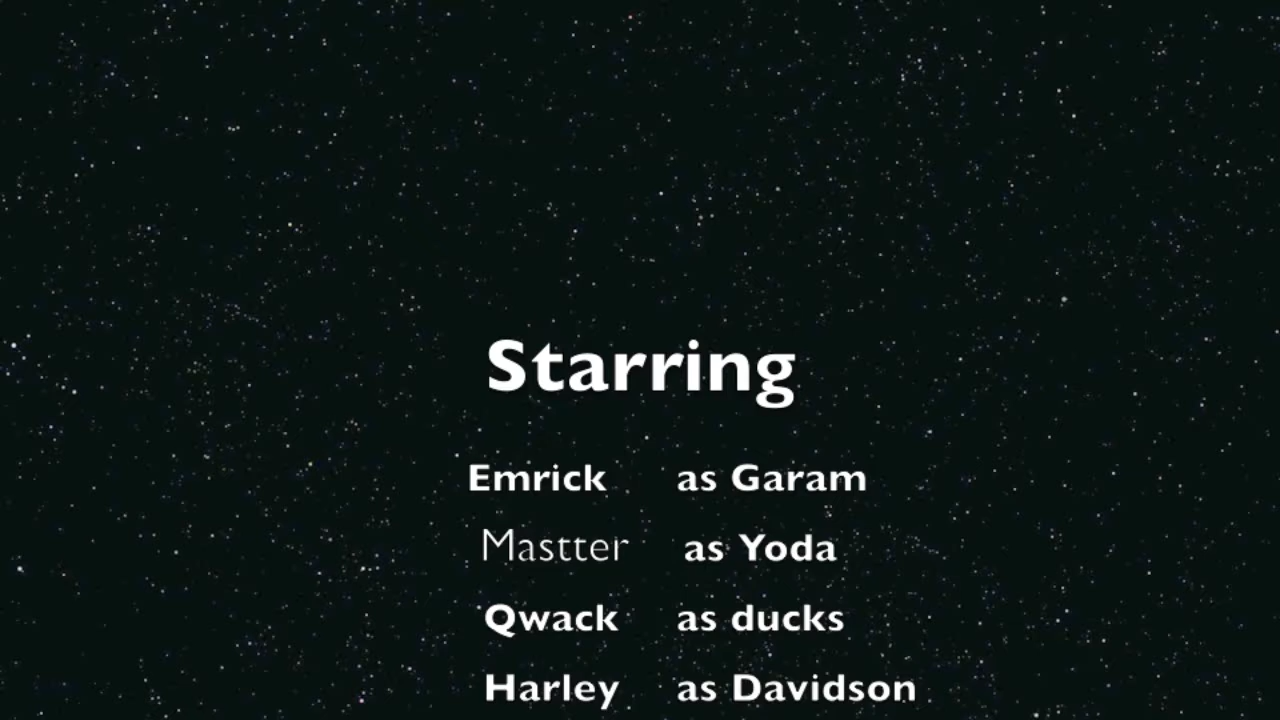 Starring
Emrick as Garam
Mastter as Yoda
Qwack as ducks
Harley as Davidson